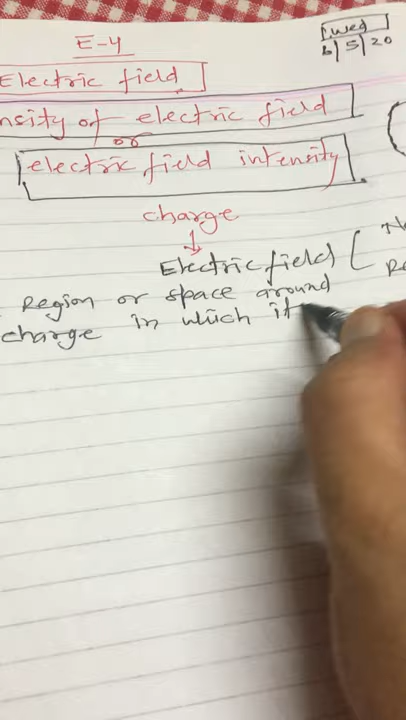 E-4
Wed
6/5/20
Electric field
nsity of electric field
or
electric field intensity
charge
↓
Electric field [
Region or space around
charge in which it